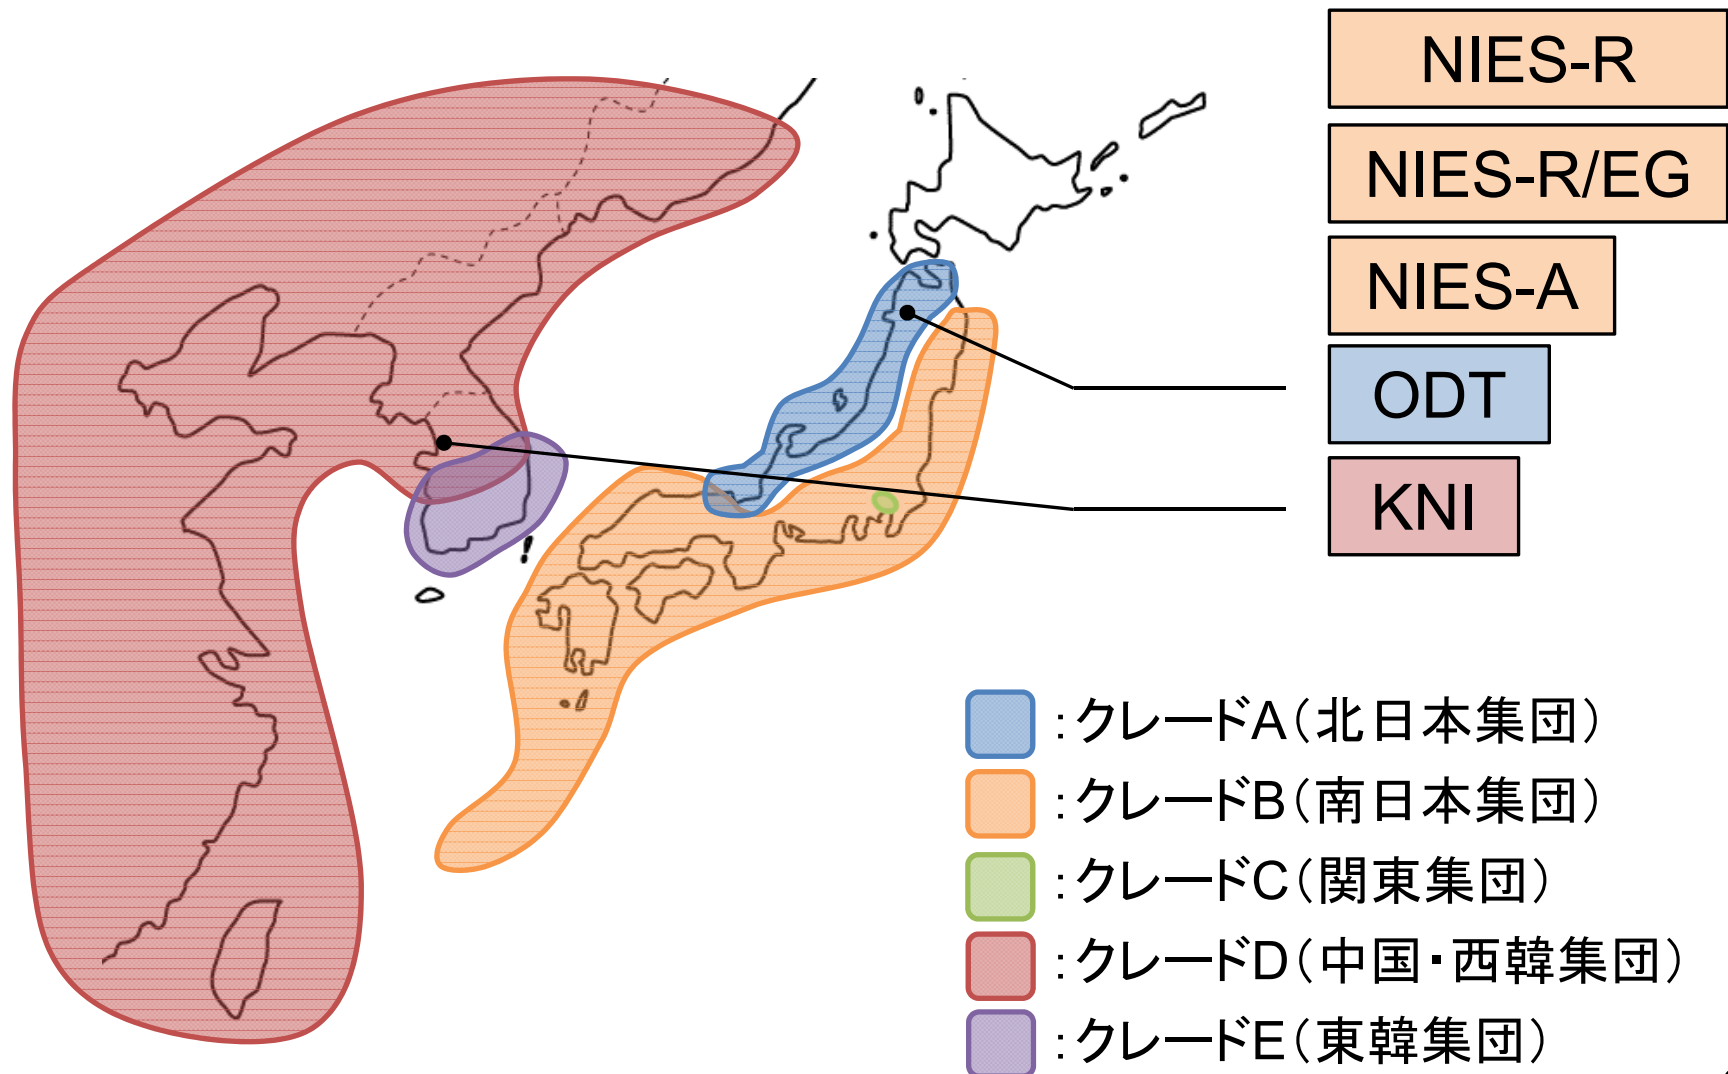 NIES-R
NIES-R/EG
NIES-A
ODT
KNI
：クレードA（北日本集団）
：クレードB（南日本集団）
：クレードC（関東集団）
：クレードD（中国・西韓集団）
：クレードE（東韓集団）